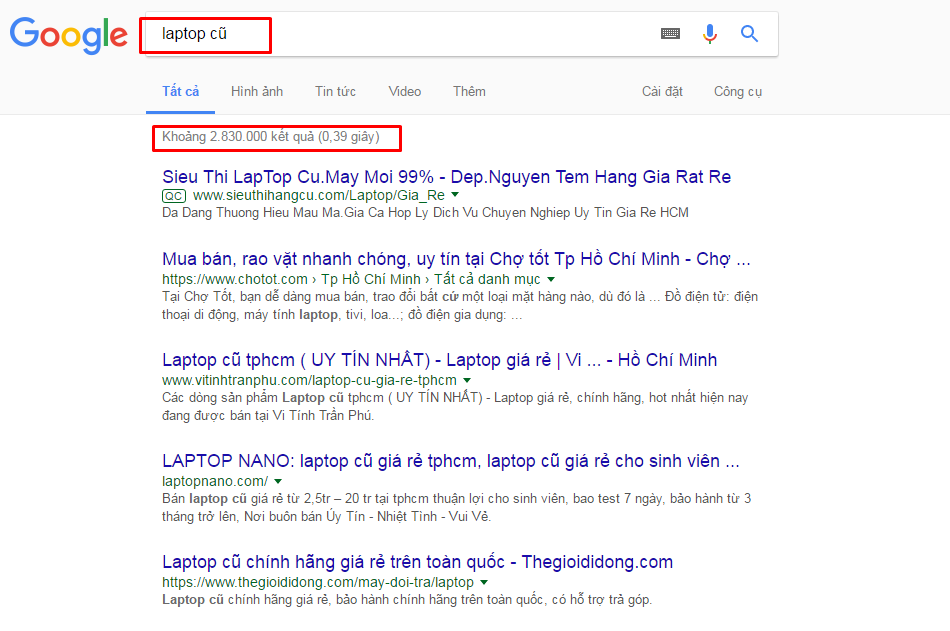 Google
laptop cũ
Tất cả Hình ảnh Tin tức Video Thêm Cài đặt Công cụ
Khoảng 2.830.000 kết quả (0,39 giây)
Sieu Thi LapTop Cu.May Moi 99% - Dep.Nguyen Tem Hang Gia Rat Re
QC www.sieuthihangcu.com/Laptop/Gia_Re
Da Dang Thuong Hieu Mau Ma.Gia Ca Hop Ly Dich Vu Chuyen Nghiep Uy Tin Gia Re HCM
Mua bán, rao vặt nhanh chóng, uy tín tại Chợ tốt Tp Hồ Chí Minh - Chợ ...
https://www.chotot.com › Tp Hồ Chí Minh › Tất cả danh mục
Tại Chợ Tốt, bạn dễ dàng mua bán, trao đổi bất cứ một loại mặt hàng nào, dù đó là ... Đồ điện tử: điện
thoại di động, máy tính laptop, tivi, loa...; đồ điện gia dụng: ...
Laptop cũ tphcm ( UY TÍN NHẤT) - Laptop giá rẻ | Vi ... - Hồ Chí Minh
www.vitinhtranphu.com/laptop-cu-gia-re-tphcm
Các dòng sản phẩm Laptop cũ tphcm ( UY TÍN NHẤT) - Laptop giá rẻ, chính hãng, hot nhất hiện nay
đang được bán tại Vi Tính Trần Phú.
LAPTOP NANO: laptop cũ giá rẻ tphcm, laptop cũ giá rẻ cho sinh viên ...
laptopnano.com/
Bán laptop cũ giá rẻ từ 2,5tr – 20 tr tại tphcm thuận lợi cho sinh viên, bao test 7 ngày, bảo hành từ 3
tháng trở lên, Nơi buôn bán Úy Tín - Nhiệt Tình - Vui Vẻ.
Laptop cũ chính hãng giá rẻ trên toàn quốc - Thegioididong.com
https://www.thegioididong.com/may-doi-tra/laptop
Laptop cũ chính hãng giá rẻ, bảo hành chính hãng trên toàn quốc, có hỗ trợ trả góp.